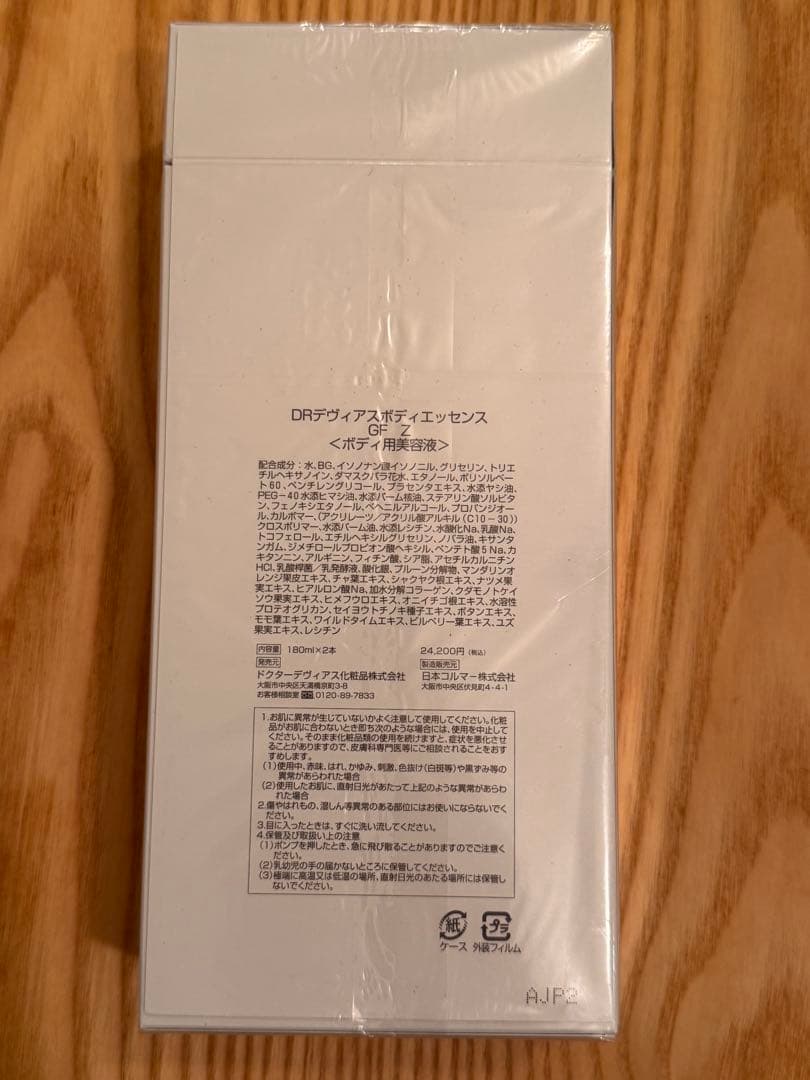 DRデヴィアスボディエッセンス
GF Z
＜ボディ用美容液＞
配合成分：水、BG、イソノナン酸イソノニル、グリセリン、トリエ
チルヘキサノイン、ダマスクバラ花水、エタノール、ポリソルベー
ト60、ペンチレングリコール、プラセンタエキス、水添ヤシ油、
PEG-40水添ヒマシ油、水添パーム核油、ステアリン酸ソルビタ
ン、フェノキシエタノール、ベヘニルアルコール、プロパンジオー
ル、カルボマー、（アクリレーツ／アクリル酸アルキル（C10-30））
クロスポリマー、水添パーム油、水添レシチン、水酸化Na、乳酸Na、
トコフェロール、エチルヘキシルグリセリン、ノバラ油、キサンタ
ンガム、ジメチロールプロピオン酸ヘキシル、ペンテト酸5Na、カ
キタンニン、アルギニン、フィチン酸、シア脂、アセチルカルニチン
HCl、乳酸桿菌／乳発酵液、酸化銀、プルーン分解物、マンダリンオ
レンジ果皮エキス、チャ葉エキス、シャクヤク根エキス、ナツメ果
実エキス、ヒアルロン酸Na、加水分解コラーゲン、クダモノトケイ
ソウ果実エキス、ヒメフウロエキス、オニイチゴ根エキス、水溶性
プロテオグリカン、セイヨウトチノキ種子エキス、ボタンエキス、
モモ葉エキス、ワイルドタイムエキス、ビルベリー葉エキス、ユズ
果実エキス、レシチン
内容量 180ml×2本 24,200円（税込）
発売元 製造販売元
ドクターデヴィアス化粧品株式会社 日本コルマー株式会社
大阪市中央区天満橋京町3-8 大阪市中央区伏見町4-4-1
お客様相談室 0120-89-7833
1.お肌に異常が生じていないかよく注意して使用してください。化粧
品がお肌に合わないとき即ち次のような場合には、使用を中止して
ください。そのまま化粧品類の使用を続けますと、症状を悪化させ
ることがありますので、皮膚科専門医等にご相談されることをおす
すめします。
（1）使用中、赤味、はれ、かゆみ、刺激、色抜け（白斑等）や黒ずみ等の
異常があらわれた場合
（2）使用したお肌に、直射日光があたって上記のような異常があらわ
れた場合
2.傷やはれもの、湿しん等異常のある部位にはお使いにならないでく
ださい。
3.目に入ったときは、すぐに洗い流してください。
4.保管及び取扱い上の注意
（1）ポンプを押したとき、急に飛び散ることがありますのでご注意く
ださい。
（2）乳幼児の手の届かないところに保管してください。
（3）極端に高温又は低温の場所、直射日光のあたる場所には保管し
ないでください。
紙 プラ
ケース 外装フィルム
AJP2